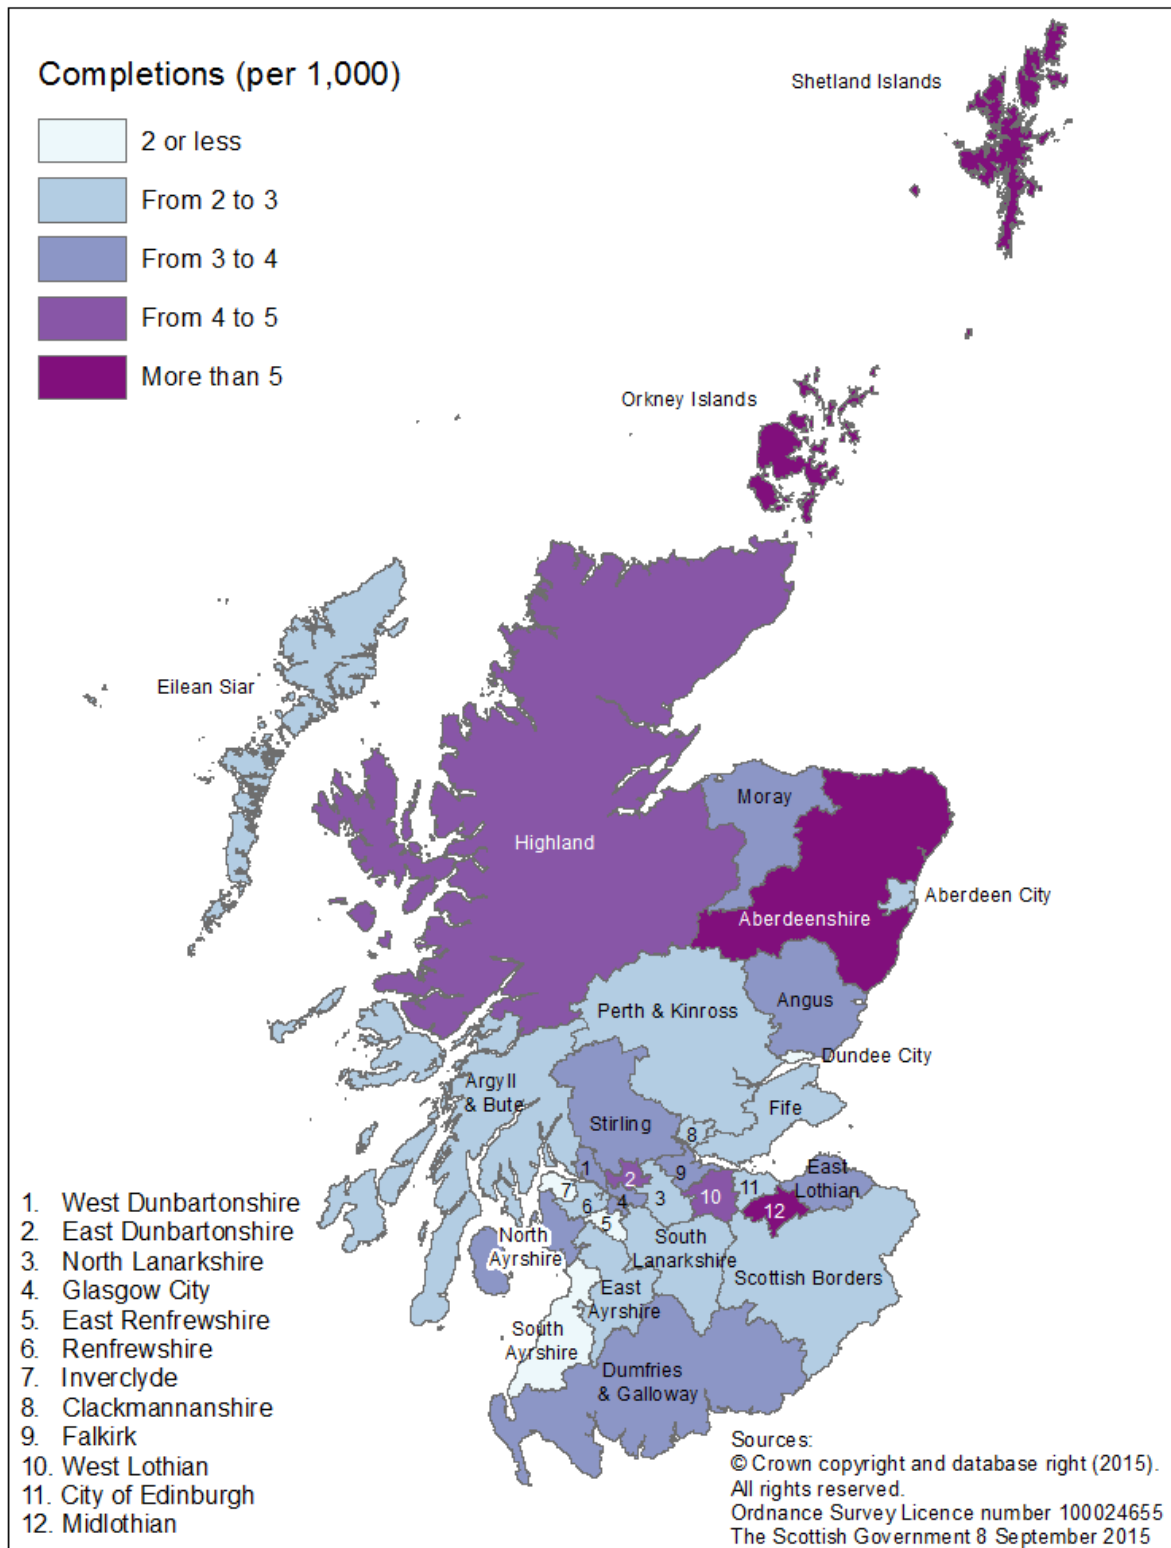 Completions (per 1,000)
2 or less
From 2 to 3
From 3 to 4
From 4 to 5
More than 5
Shetland Islands
Orkney Islands
Eilean Siar
Moray
Highland
Aberdeen City
Aberdeenshire
Angus
Perth & Kinross
Dundee City
Argyll
& Bute
Fife
Stirling
8
1
2
9
East
Lothian
7
10
11
6
4
3
12
5
North
Ayrshire
South
Lanarkshire
Scottish Borders
East
Ayrshire
South
Ayrshire
Dumfries
& Galloway
1. West Dunbartonshire
2. East Dunbartonshire
3. North Lanarkshire
4. Glasgow City
5. East Renfrewshire
6. Renfrewshire
7. Inverclyde
8. Clackmannanshire
9. Falkirk
10. West Lothian
11. City of Edinburgh
12. Midlothian
Sources:
© Crown copyright and database right (2015).
All rights reserved.
Ordnance Survey Licence number 100024655
The Scottish Government 8 September 2015